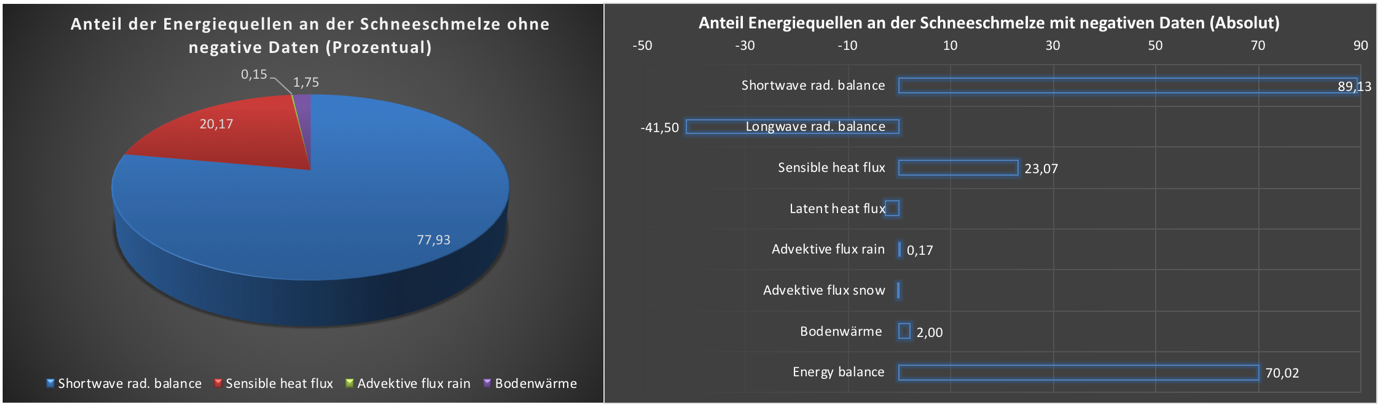 Anteil der Energiequellen an der Schneeschmelze ohne
negative Daten (Prozentual)
0,15
1,75
20,17
77,93
Shortwave rad. balance
Sensible heat flux
Advektive flux rain
Bodenwärme
Anteil Energiequellen an der Schneeschmelze mit negativen Daten (Absolut)
-50 -30 -10 10 30 50 70 90
Shortwave rad. balance 89,13
-41,50 Longwave rad. balance
Sensible heat flux 23,07
Latent heat flux
Advektive flux rain 0,17
Advektive flux snow
Bodenwärme 2,00
Energy balance 70,02